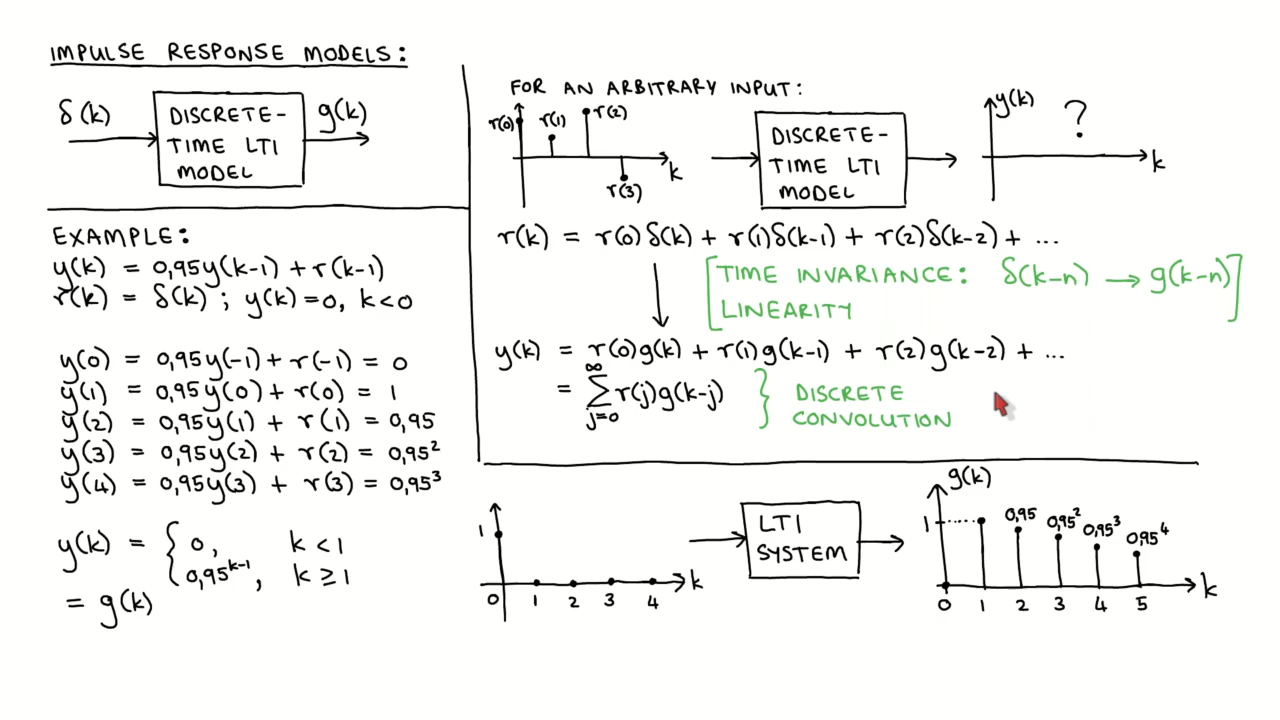 IMPULSE RESPONSE MODELS:
δ(k)
DISCRETE-
TIME LTI
MODEL
g(k)
EXAMPLE:
y(k) = 0,95y(k-1) + r(k-1)
r(k) = δ(k) ; y(k)=0, k<0
y(0) = 0,95y(-1) + r(-1) = 0
y(1) = 0,95y(0) + r(0) = 1
y(2) = 0,95y(1) + r(1) = 0,95
y(3) = 0,95y(2) + r(2) = 0,95²
y(4) = 0,95y(3) + r(3) = 0,95³
y(k) = { 0, k < 1
0,95^{k-1}, k ≥ 1
= g(k)
FOR AN ARBITRARY INPUT:
r(0) r(1) r(2)
r(3)
k
DISCRETE-
TIME LTI
MODEL
y(k)
?
k
r(k) = r(0)δ(k) + r(1)δ(k-1) + r(2)δ(k-2) + ...
[TIME INVARIANCE: δ(k-n) → g(k-n)]
LINEARITY
y(k) = r(0)g(k) + r(1)g(k-1) + r(2)g(k-2) + ...
= ∑_{j=0}^{∞} r(j)g(k-j) } DISCRETE
CONVOLUTION
1
0 1 2 3 4
k
LTI
SYSTEM
g(k)
1
0,95 0,95² 0,95³ 0,95⁴
0 1 2 3 4 5
k